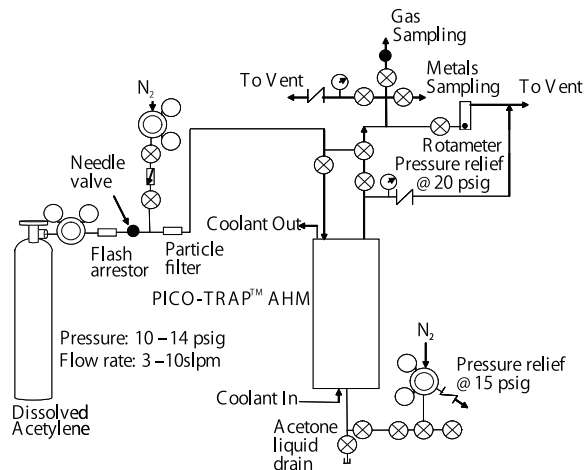 Gas
Sampling
To Vent
Metals
Sampling
To Vent
N2
Rotameter
Pressure relief
@ 20 psig
Needle
valve
Coolant Out
Flash
arrestor
Particle
filter
PICO-TRAP™ AHM
Pressure: 10 – 14 psig
Flow rate: 3 –10slpm
N2
Pressure relief
@ 15 psig
Coolant In
Dissolved
Acetylene
Acetone
liquid
drain